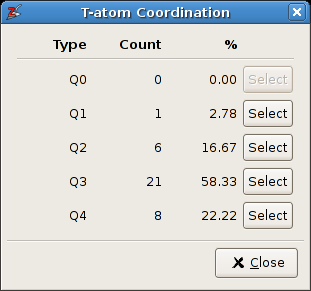 T-atom Coordination
Type Count %
Q0 0 0.00 Select
Q1 1 2.78 Select
Q2 6 16.67 Select
Q3 21 58.33 Select
Q4 8 22.22 Select
Close